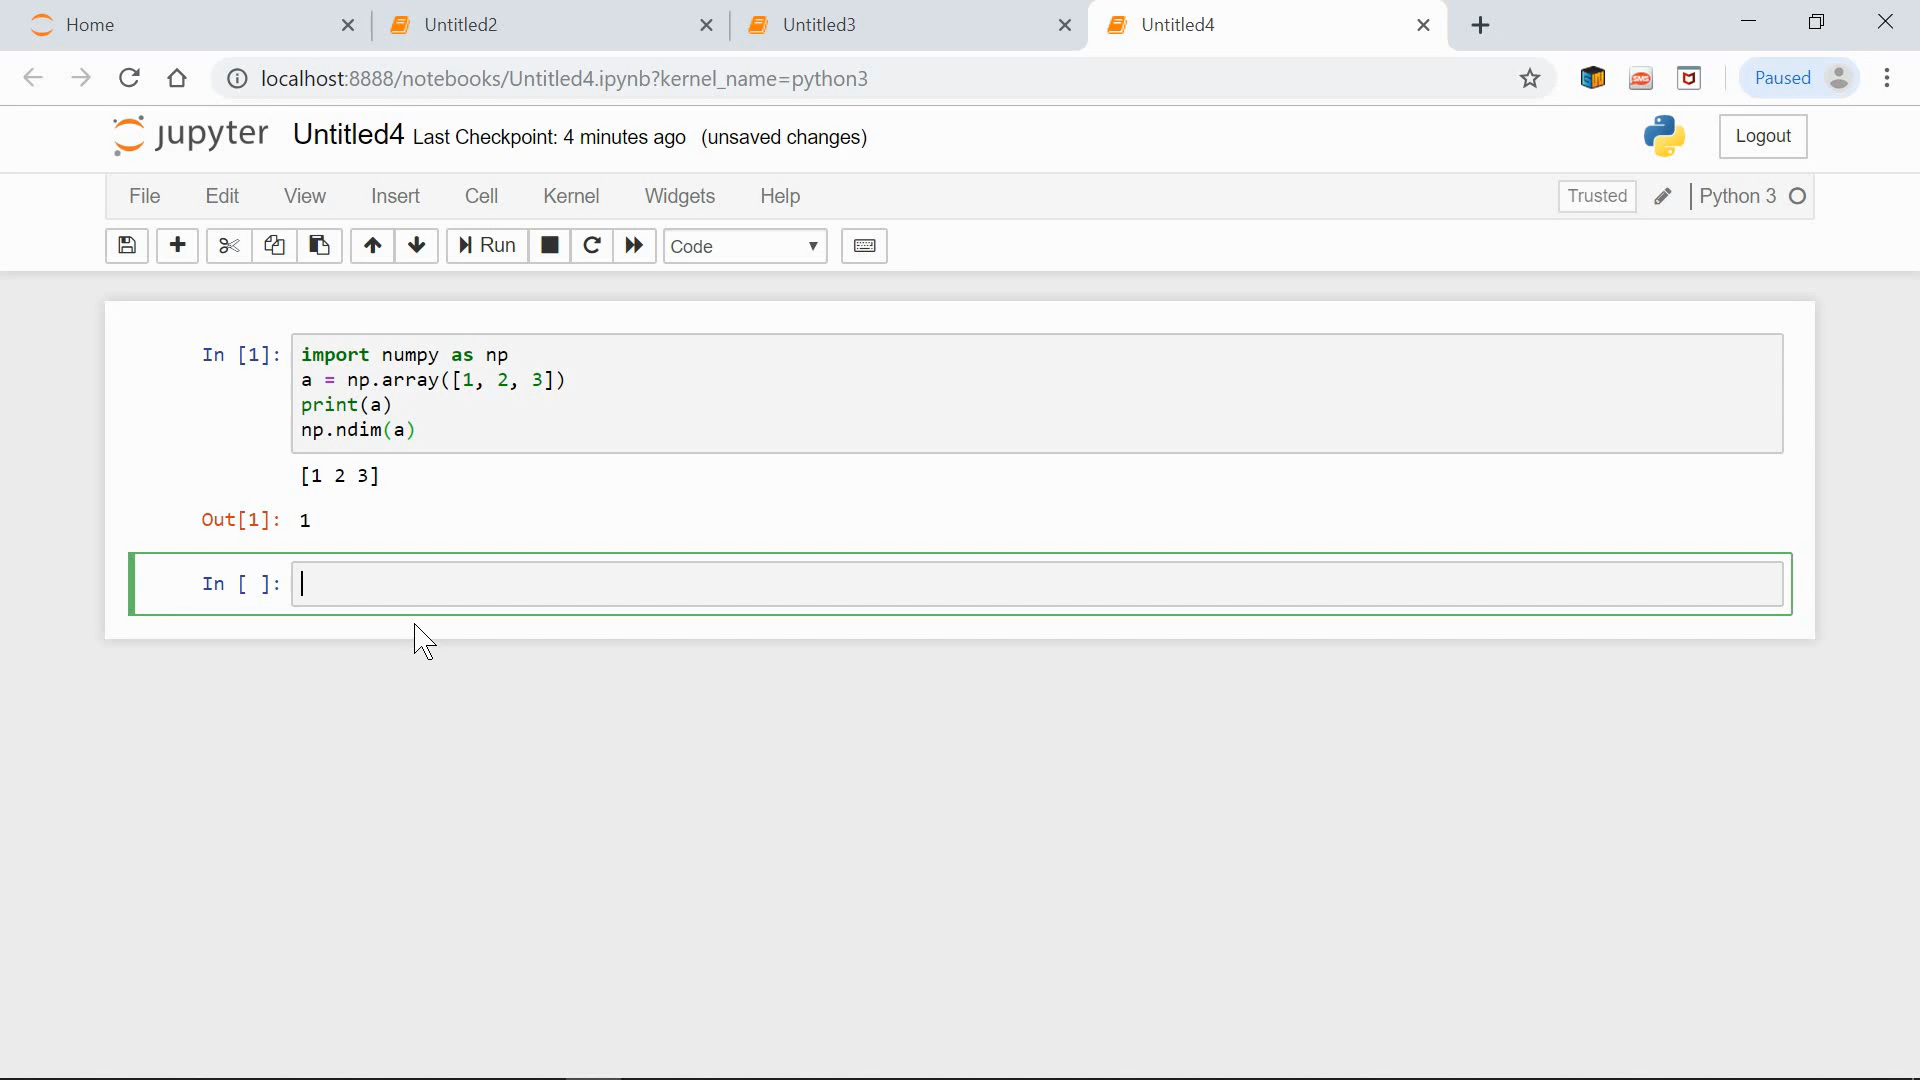 Home
Untitled2
Untitled3
Untitled4
localhost:8888/notebooks/Untitled4.ipynb?kernel_name=python3
SMS
Paused
jupyter Untitled4 Last Checkpoint: 4 minutes ago (unsaved changes)
Logout
File Edit View Insert Cell Kernel Widgets Help
Trusted
Python 3
Run
Code
In [1]: import numpy as np
a = np.array([1, 2, 3])
print(a)
np.ndim(a)
[1 2 3]
Out[1]: 1
In [ ]: